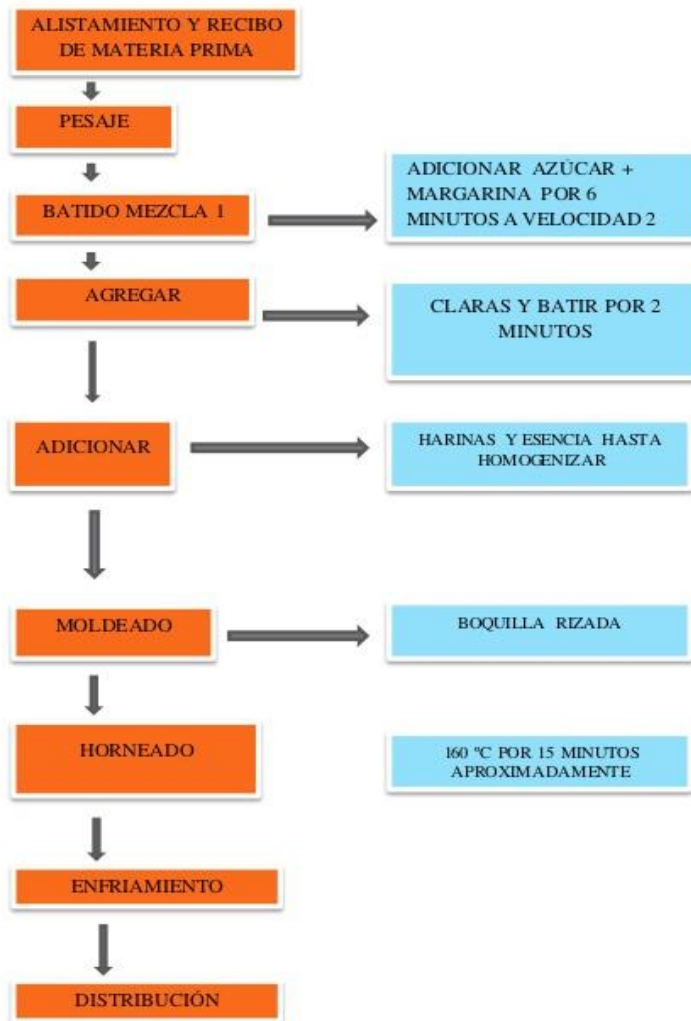 ALISTAMIENTO Y RECIBO
DE MATERIA PRIMA
PESAJE
BATIDO MEZCLA 1
ADICIONAR AZÚCAR +
MARGARINA POR 6
MINUTOS A VELOCIDAD 2
AGREGAR
CLARAS Y BATIR POR 2
MINUTOS
ADICIONAR
HARINAS Y ESENCIA HASTA
HOMOGENIZAR
MOLDEADO
BOQUILLA RIZADA
HORNEADO
160 ºC POR 15 MINUTOS
APROXIMADAMENTE
ENFRIAMIENTO
DISTRIBUCIÓN